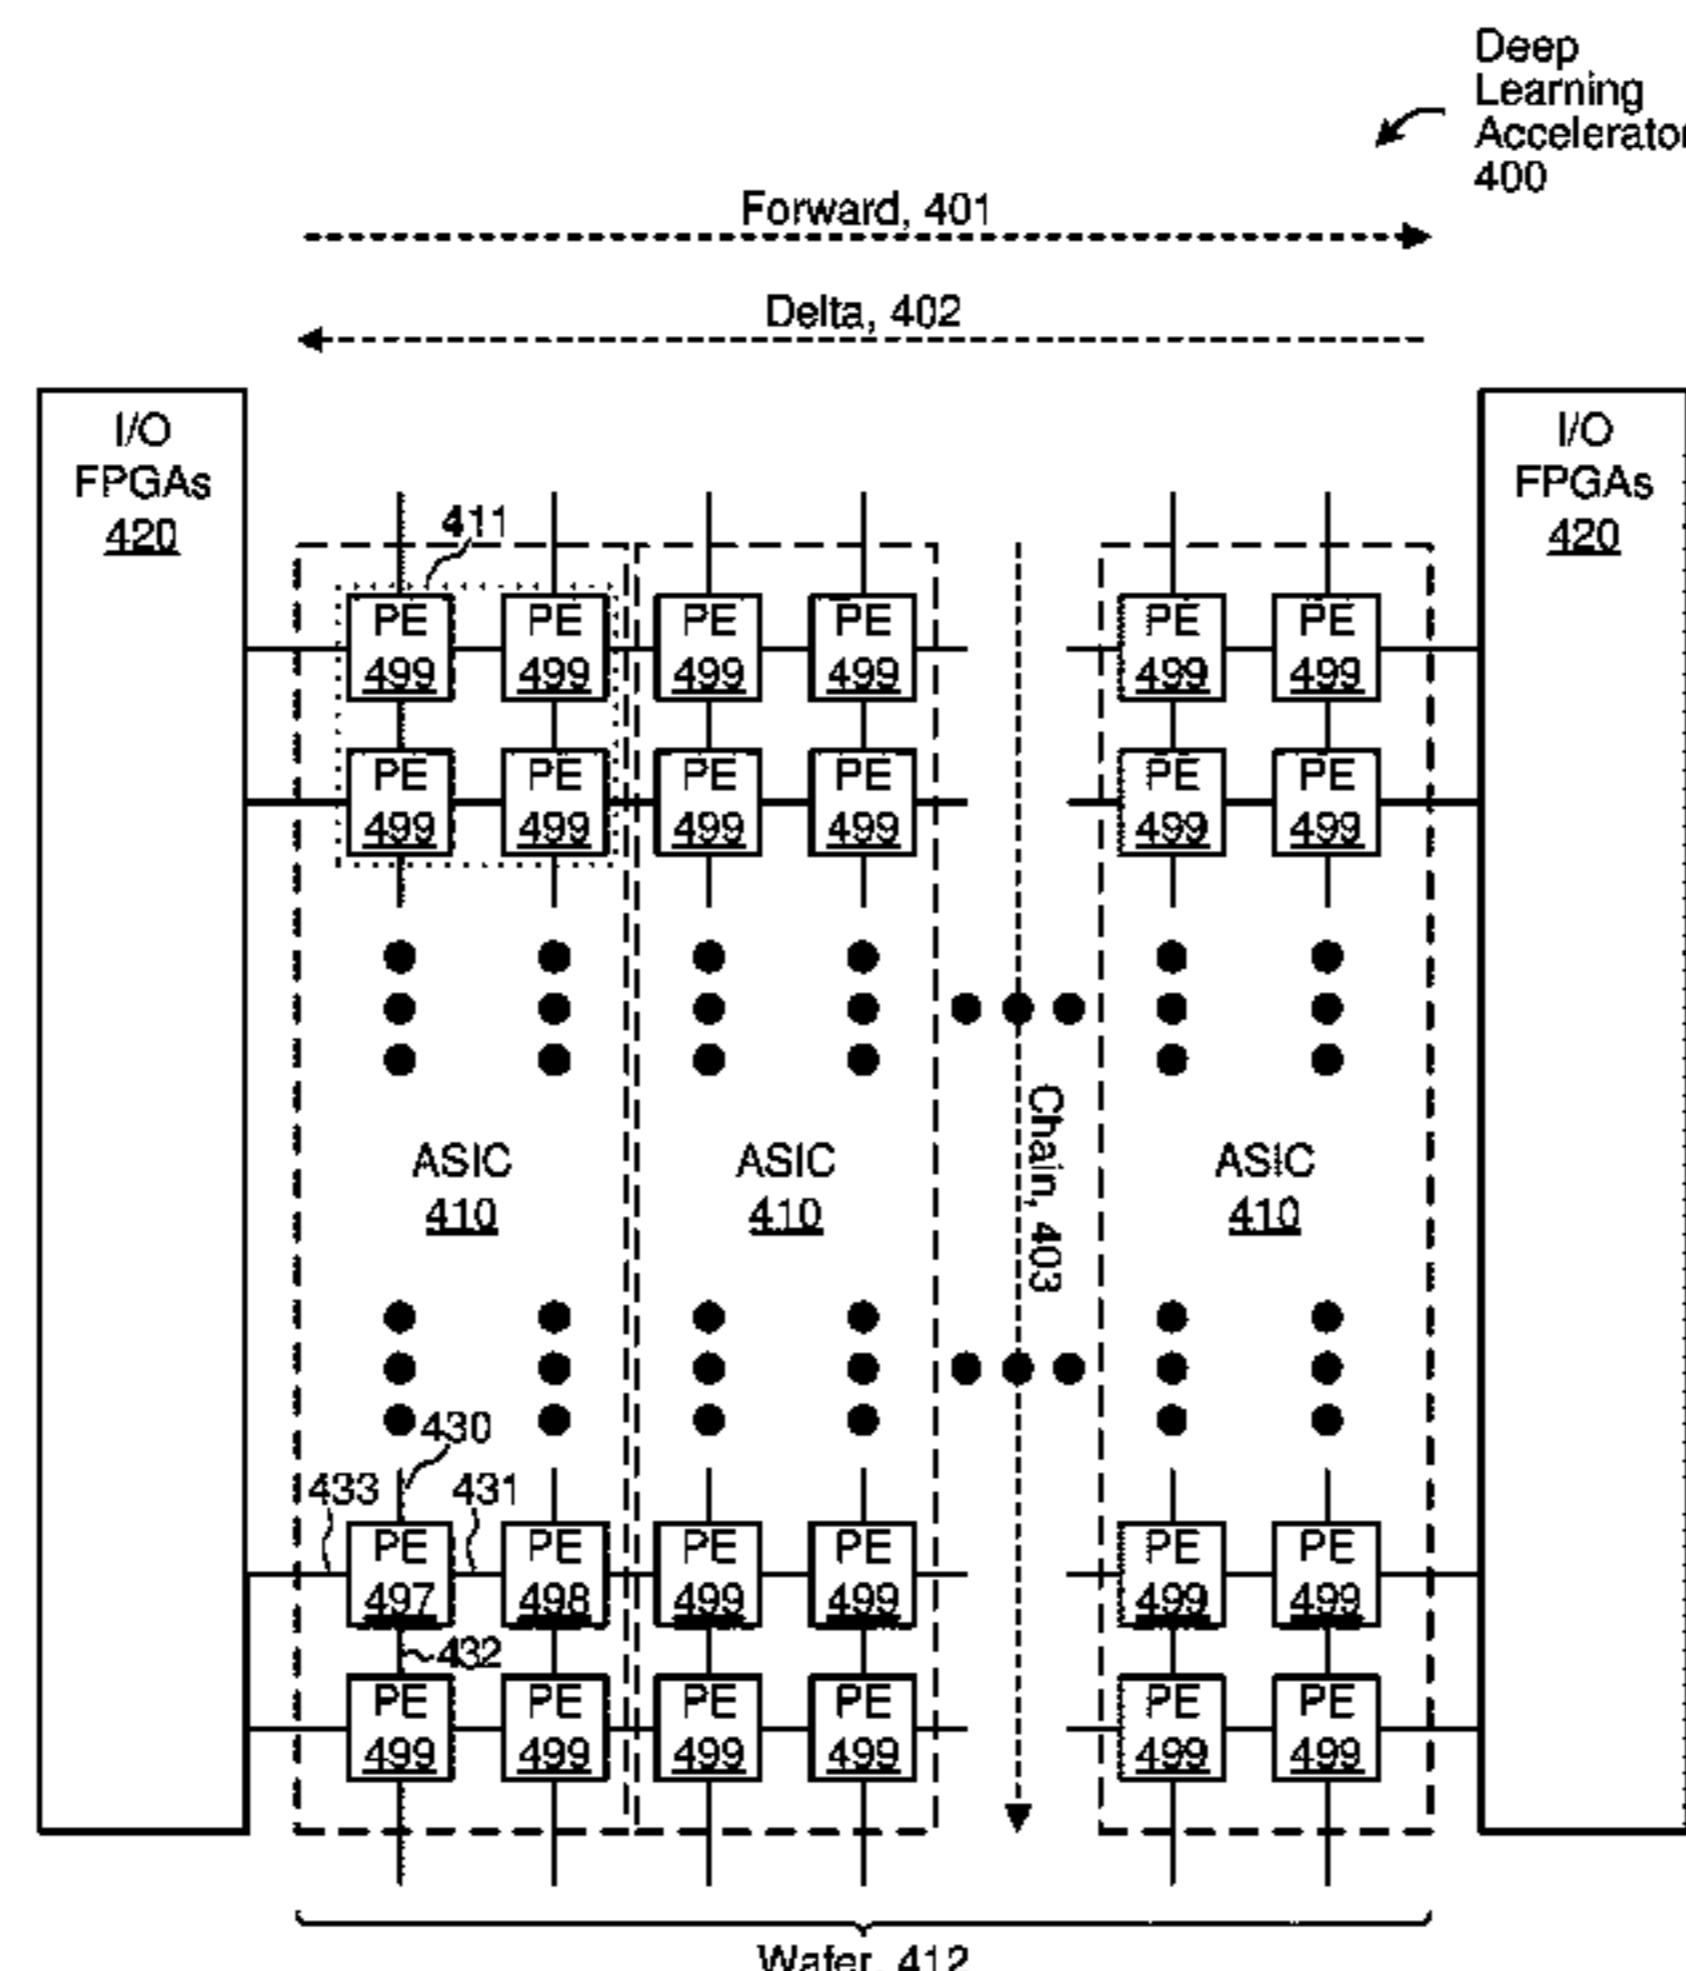 Deep
Learning
Accelerator
400
Forward, 401
Delta, 402
I/O
FPGAs
420
I/O
FPGAs
420
411
PE PE PE PE PE PE
499 499 499 499 499 499
PE PE PE PE PE PE
499 499 499 499 499 499
Chain, 403
ASIC ASIC ASIC
410 410 410
430
433 431
PE PE PE PE PE PE
497 498 499 499 499 499
432
PE PE PE PE PE PE
499 499 499 499 499 499
Wafer, 412